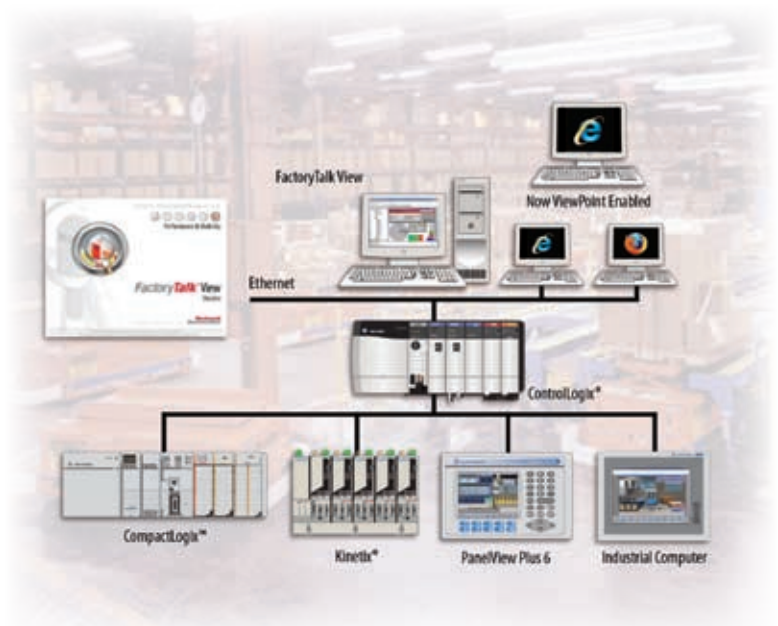 FactoryTalk View
Now ViewPoint Enabled
FactoryTalk View
Ethernet
ControlLogix®
CompactLogix™
Kinetix®
PanelView Plus 6
Industrial Computer